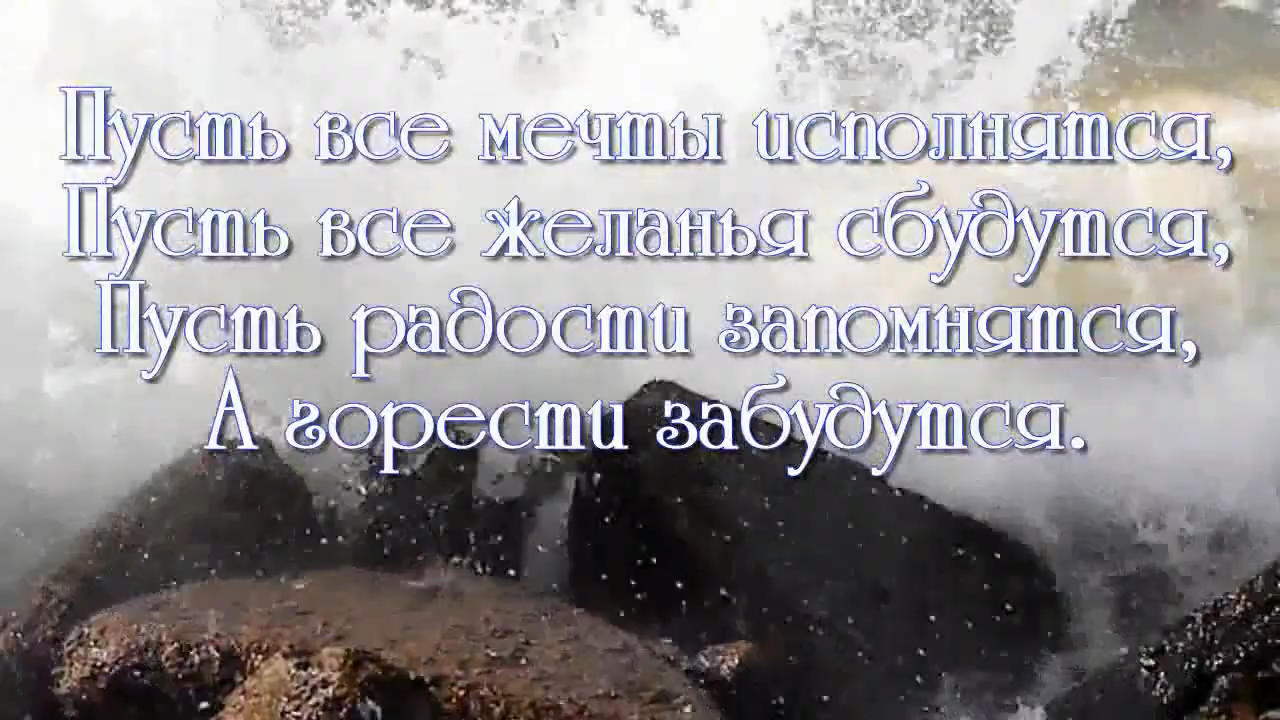 Пусть все мечты исполнятся,
Пусть все желанья сбудутся,
Пусть радости запомнятся,
А горести забудутся.